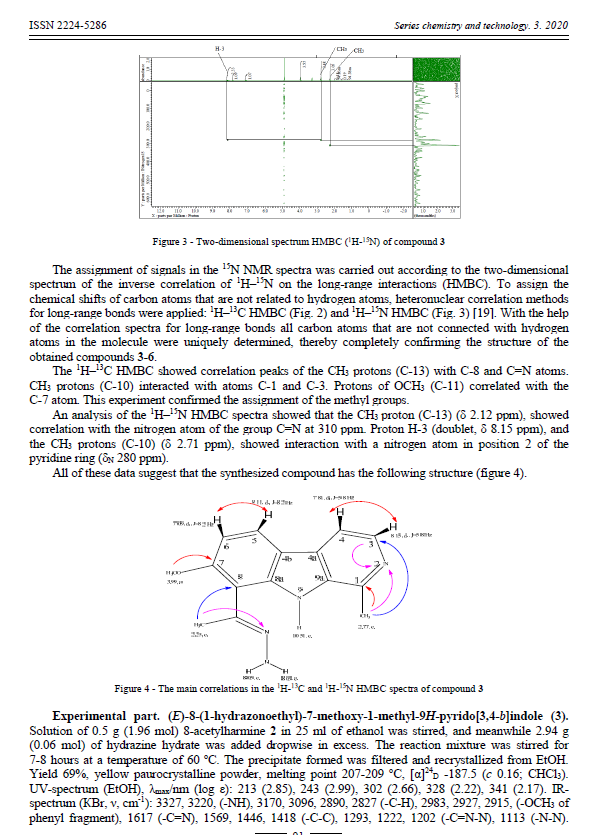 ISSN 2224-5286
Series chemistry and technology. 3. 2020
H-3
CH3
CH3
Figure 3 - Two-dimensional spectrum HMBC (¹H-¹⁵N) of compound 3
The assignment of signals in the ¹⁵N NMR spectra was carried out according to the two-dimensional
spectrum of the inverse correlation of ¹H–¹⁵N on the long-range interactions (HMBC). To assign the
chemical shifts of carbon atoms that are not related to hydrogen atoms, heteronuclear correlation methods
for long-range bonds were applied: ¹H–¹³C HMBC (Fig. 2) and ¹H–¹⁵N HMBC (Fig. 3) [19]. With the help
of the correlation spectra for long-range bonds all carbon atoms that are not connected with hydrogen
atoms in the molecule were uniquely determined, thereby completely confirming the structure of the
obtained compounds 3-6.
The ¹H–¹³C HMBC showed correlation peaks of the CH₃ protons (C-13) with C-8 and C=N atoms.
CH₃ protons (C-10) interacted with atoms C-1 and C-3. Protons of OCH₃ (C-11) correlated with the
C-7 atom. This experiment confirmed the assignment of the methyl groups.
An analysis of the ¹H–¹⁵N HMBC spectra showed that the CH₃ proton (C-13) (δ 2.12 ppm), showed
correlation with the nitrogen atom of the group C=N at 310 ppm. Proton H-3 (doublet, δ 8.15 ppm), and
the CH₃ protons (C-10) (δ 2.71 ppm), showed interaction with a nitrogen atom in position 2 of the
pyridine ring (δN 280 ppm).
All of these data suggest that the synthesized compound has the following structure (figure 4).
H
H
H
H
6
5
4
3
7
4b
4a
2
N
8
8a
9
9a
1
H₃CO
N
H
CH₃
2.77, s.
H₃C
N
N
H
H
Figure 4 - The main correlations in the ¹H-¹³C and ¹H-¹⁵N HMBC spectra of compound 3
Experimental part. (E)-8-(1-hydrazonoethyl)-7-methoxy-1-methyl-9H-pyrido[3,4-b]indole (3).
Solution of 0.5 g (1.96 mol) 8-acetylharmine 2 in 25 ml of ethanol was stirred, and meanwhile 2.94 g
(0.06 mol) of hydrazine hydrate was added dropwise in excess. The reaction mixture was stirred for
7-8 hours at a temperature of 60 °C. The precipitate formed was filtered and recrystallized from EtOH.
Yield 69%, yellow paurocrystalline powder, melting point 207-209 °C, [α]²⁴D -187.5 (c 0.16; CHCl₃).
UV-spectrum (EtOH), λmax/nm (log ε): 213 (2.85), 243 (2.99), 302 (2.66), 328 (2.22), 341 (2.17). IR-
spectrum (KBr, ν, cm⁻¹): 3327, 3220, (-NH), 3170, 3096, 2890, 2827 (-C-H), 2983, 2927, 2915, (-OCH₃ of
phenyl fragment), 1617 (-C=N), 1569, 1446, 1418 (-C-C), 1293, 1222, 1202 (-C=N-N), 1113 (-N-N).